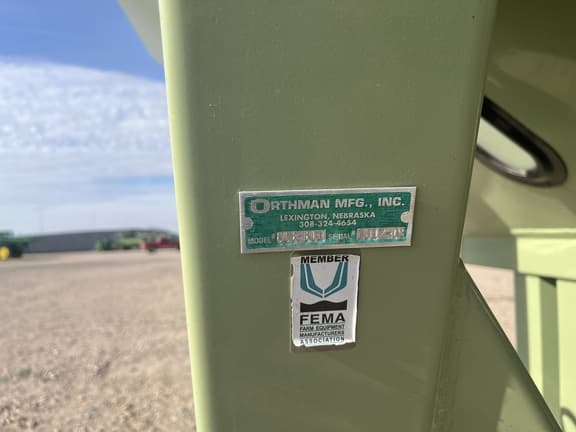 ORTHMAN MFG., INC.
LEXINGTON, NEBRASKA
308-324-4654
MODEL SERIAL
MEMBER
FEMA
FARM EQUIPMENT
MANUFACTURERS
ASSOCIATION